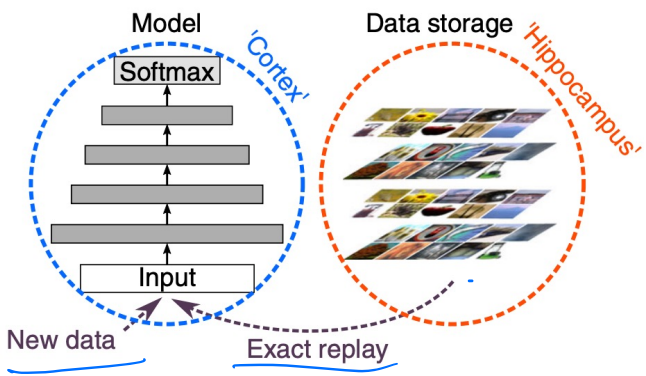 Model
Data storage
'Cortex'
'Hippocampus'
Softmax
Input
New data
Exact replay